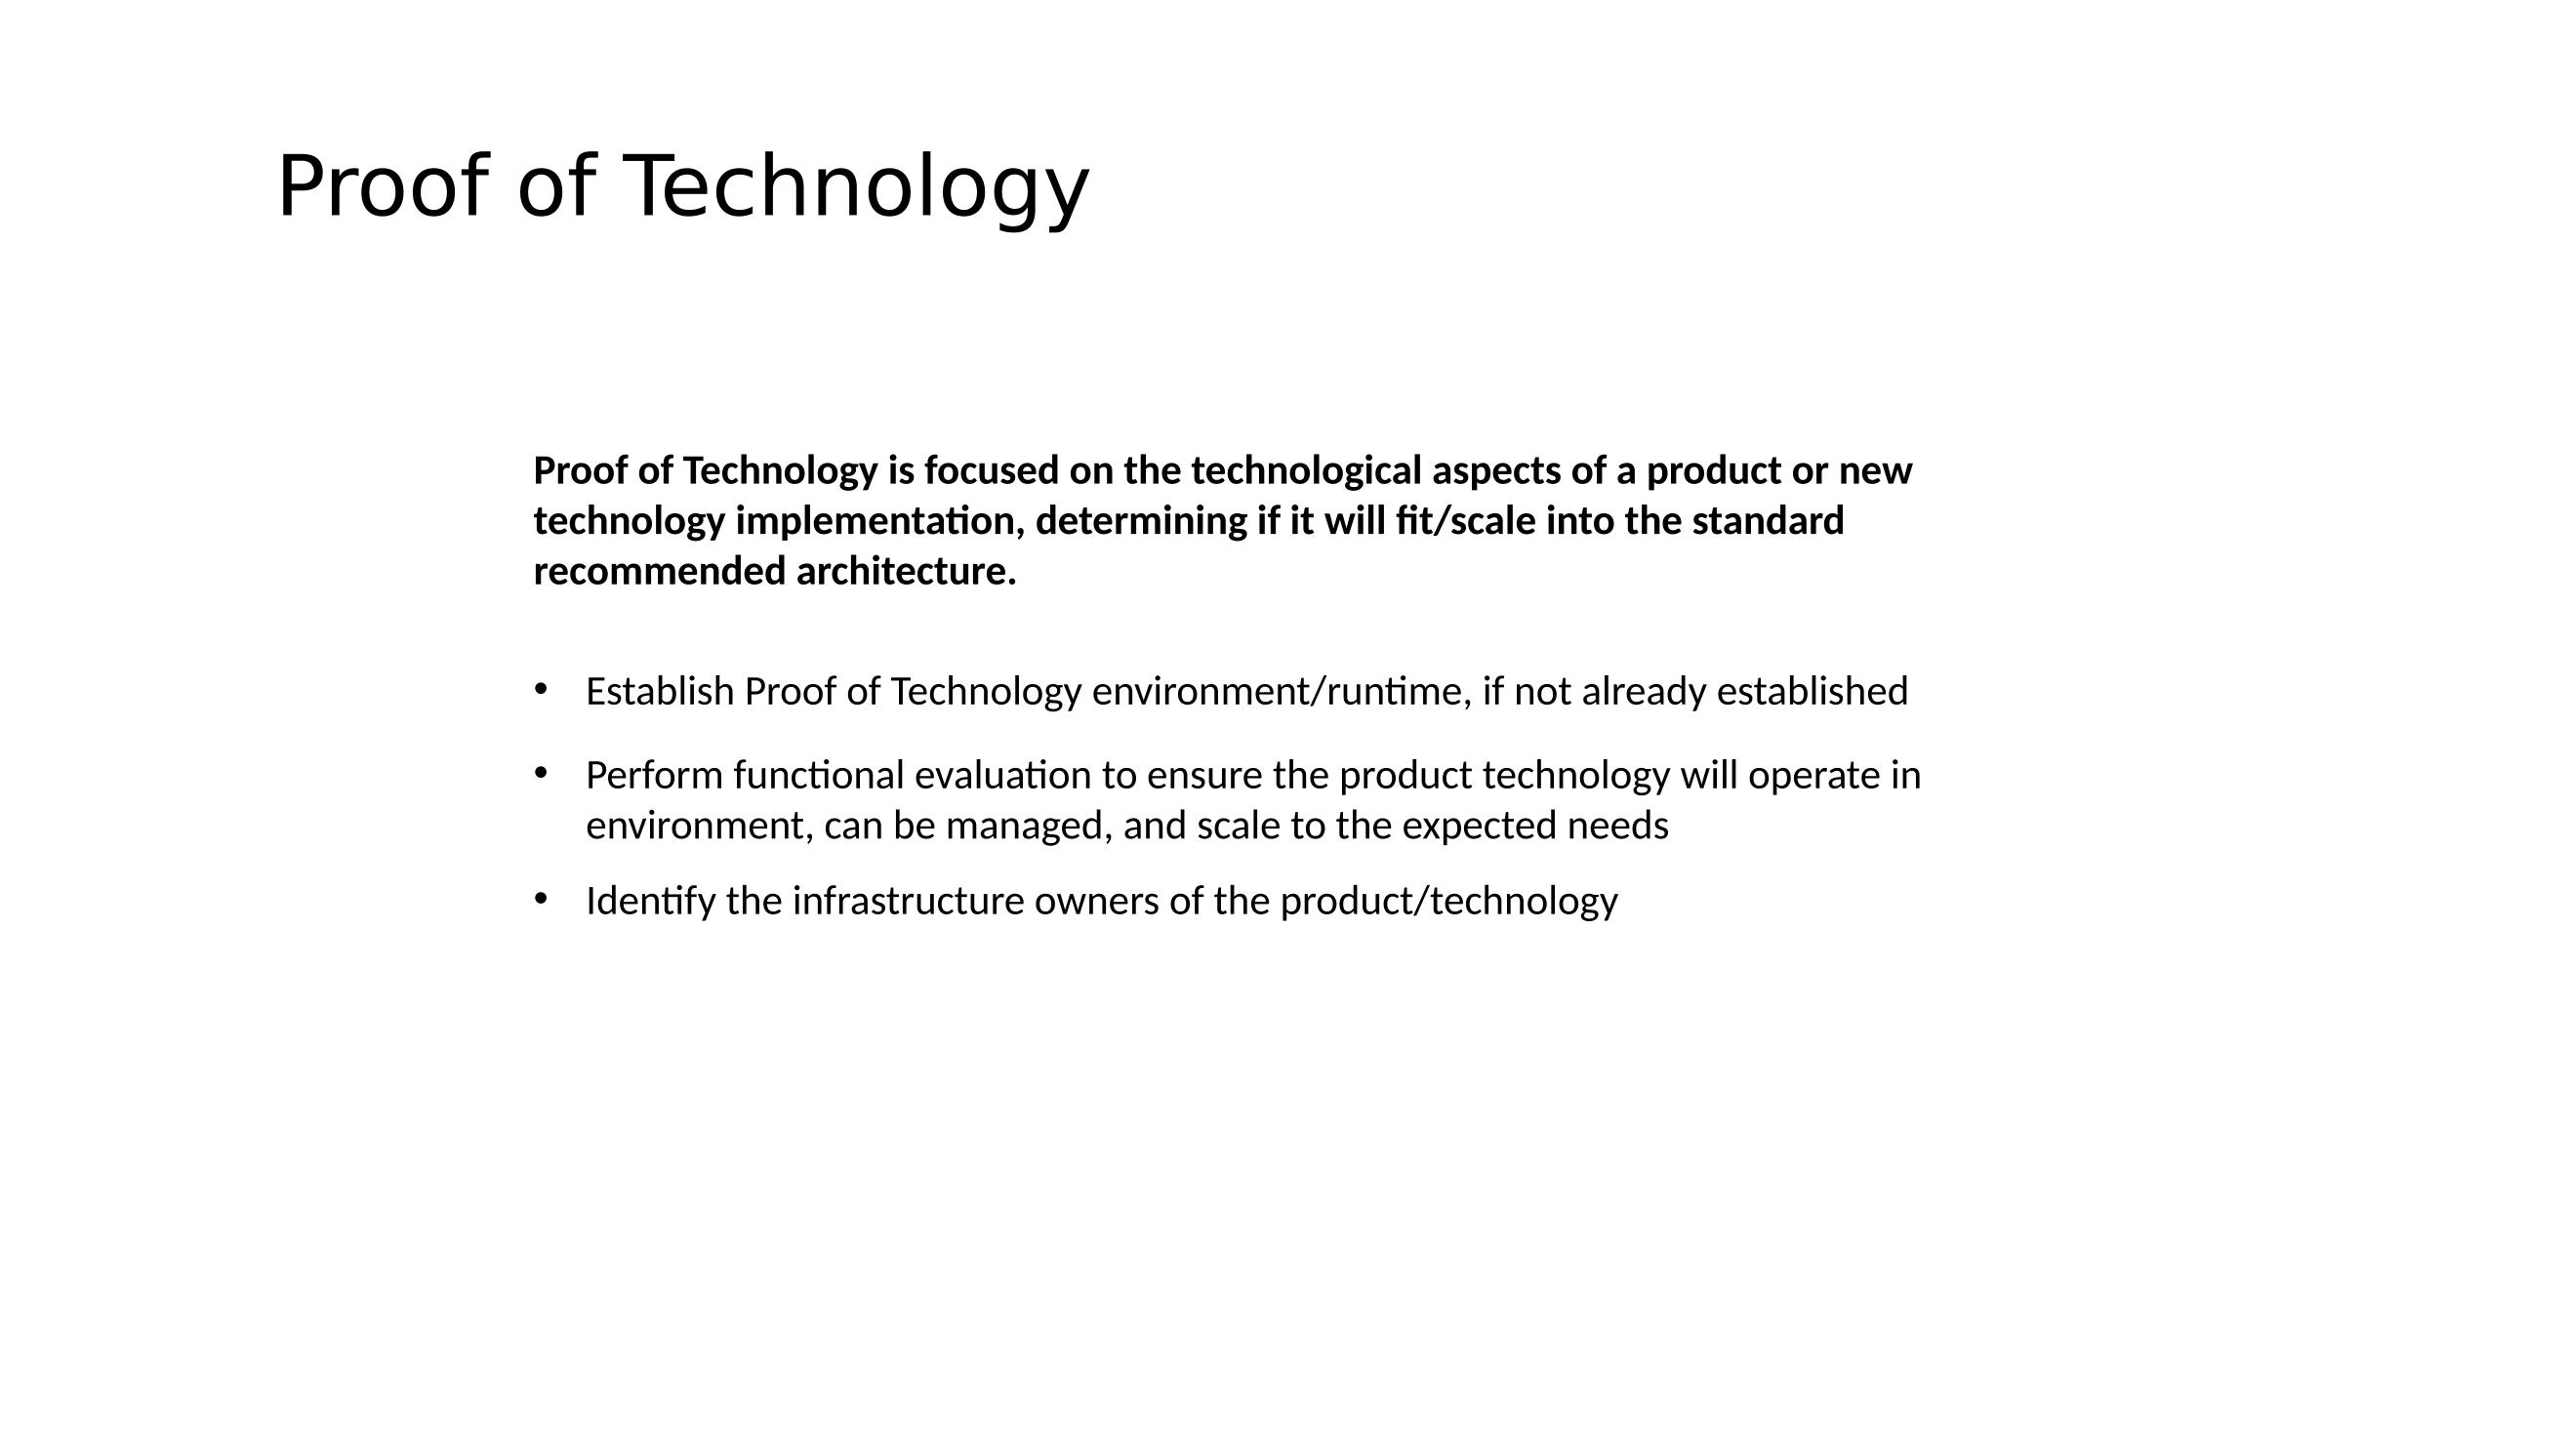 Proof of Technology
Proof of Technology is focused on the technological aspects of a product or new
technology implementation, determining if it will fit/scale into the standard
recommended architecture.
• Establish Proof of Technology environment/runtime, if not already established
• Perform functional evaluation to ensure the product technology will operate in
environment, can be managed, and scale to the expected needs
• Identify the infrastructure owners of the product/technology